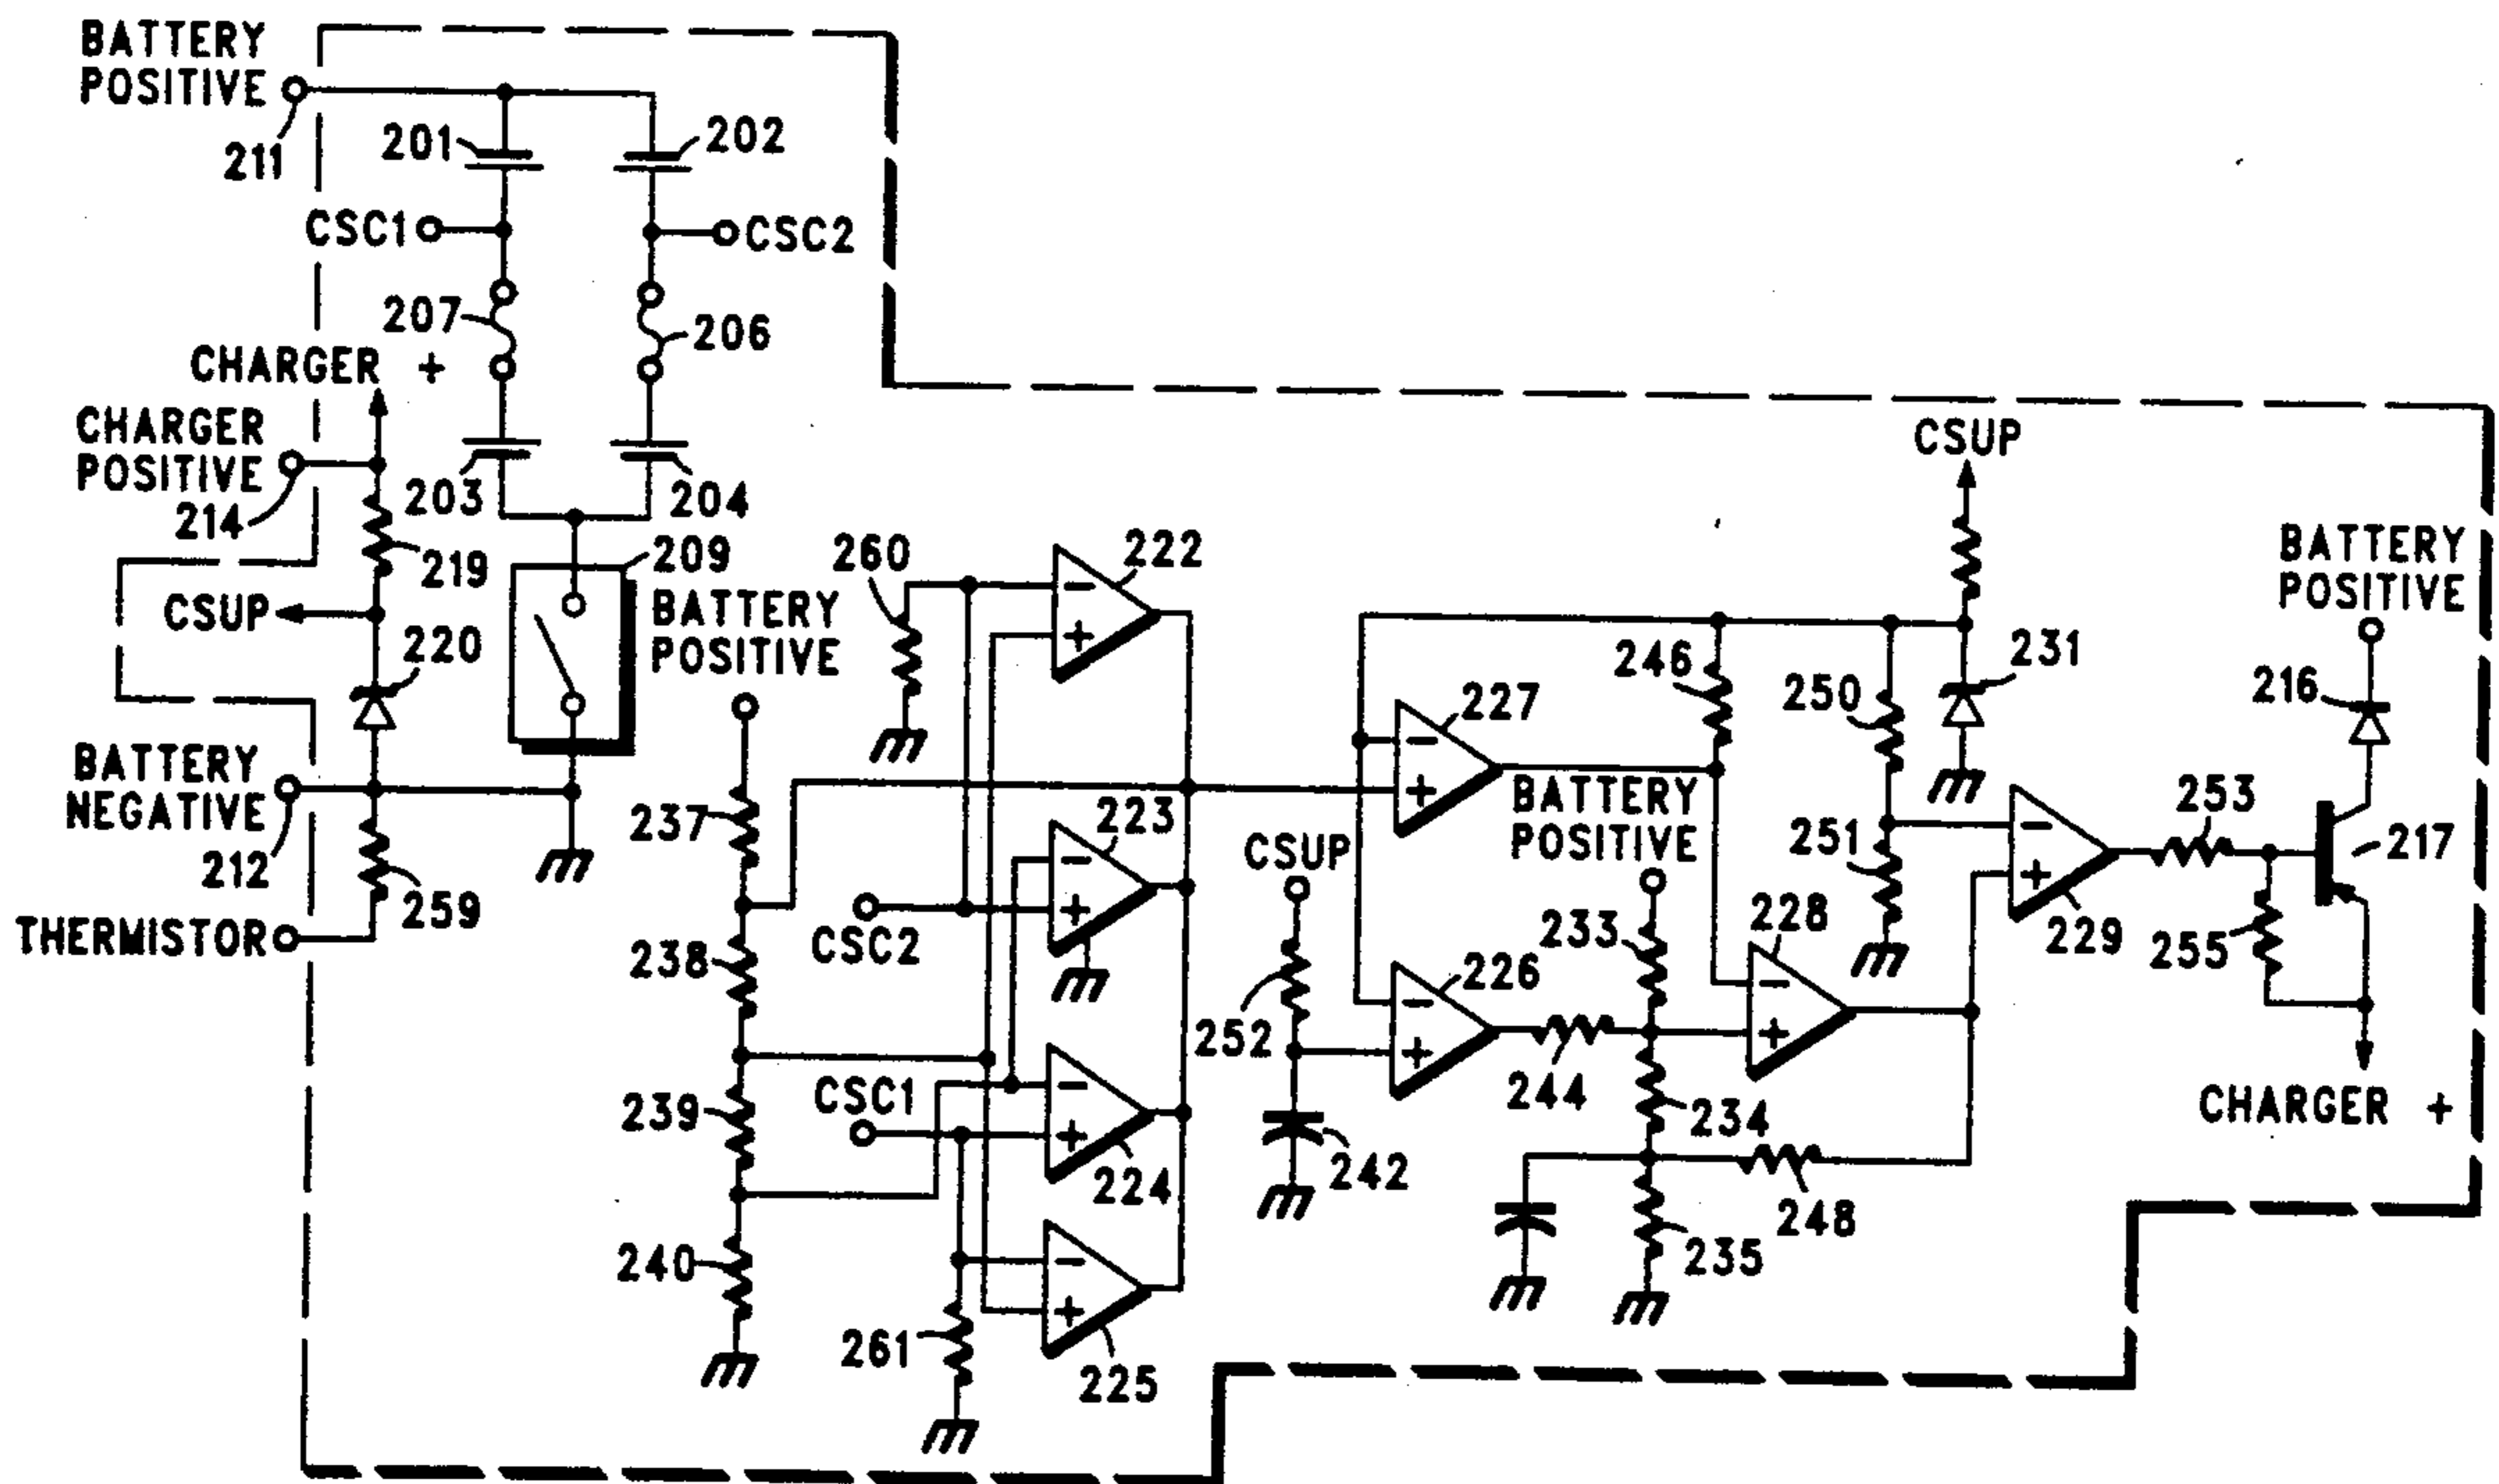 BATTERY
POSITIVE
211
201
202
CSC1
CSC2
207
206
CHARGER +
CHARGER
POSITIVE
214
203
204
219
209
CSUP
220
BATTERY
POSITIVE
BATTERY
NEGATIVE
212
259
THERMISTOR
260
222
-
+
237
223
-
+
CSC2
238
CSC1
239
224
-
+
240
261
225
-
+
227
-
+
CSUP
252
242
226
-
+
244
BATTERY
POSITIVE
233
234
235
248
228
-
+
246
250
251
CSUP
231
229
-
+
253
255
BATTERY
POSITIVE
216
217
CHARGER +